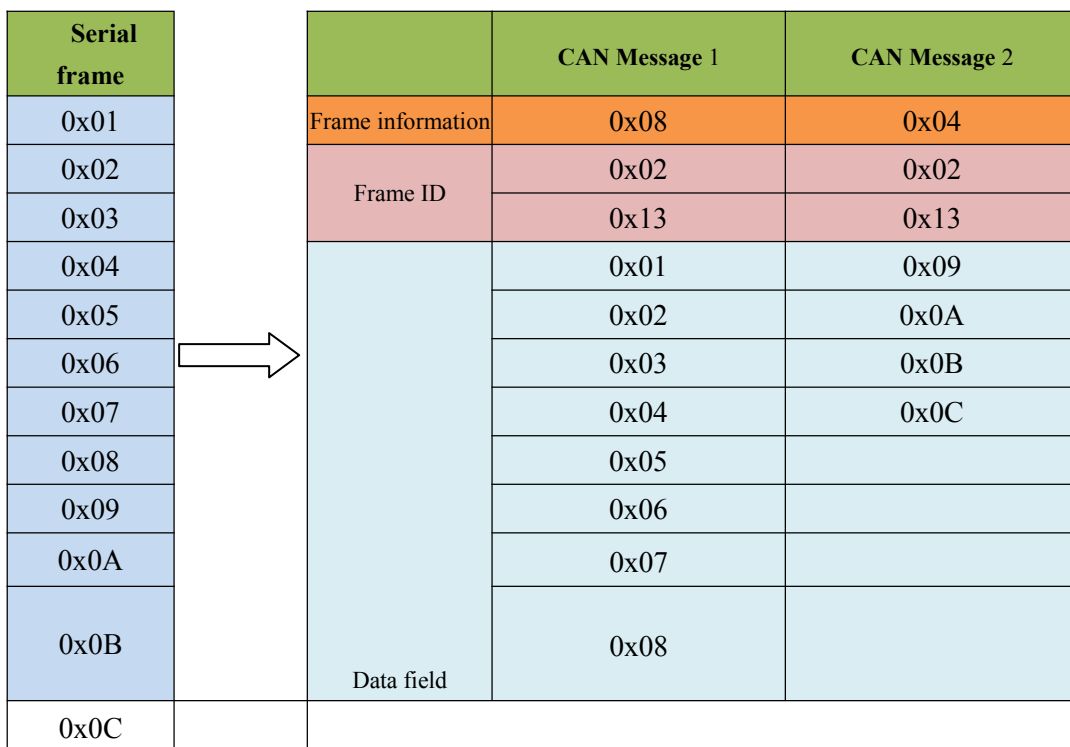 Serial
frame
CAN Message 1
CAN Message 2
0x01
Frame information
0x08
0x04
0x02
Frame ID
0x02
0x02
0x03
0x13
0x13
0x04
0x01
0x09
0x05
0x02
0x0A
0x06
0x03
0x0B
0x07
0x04
0x0C
0x08
0x05
0x09
0x06
0x0A
0x07
0x0B
Data field
0x08
0x0C